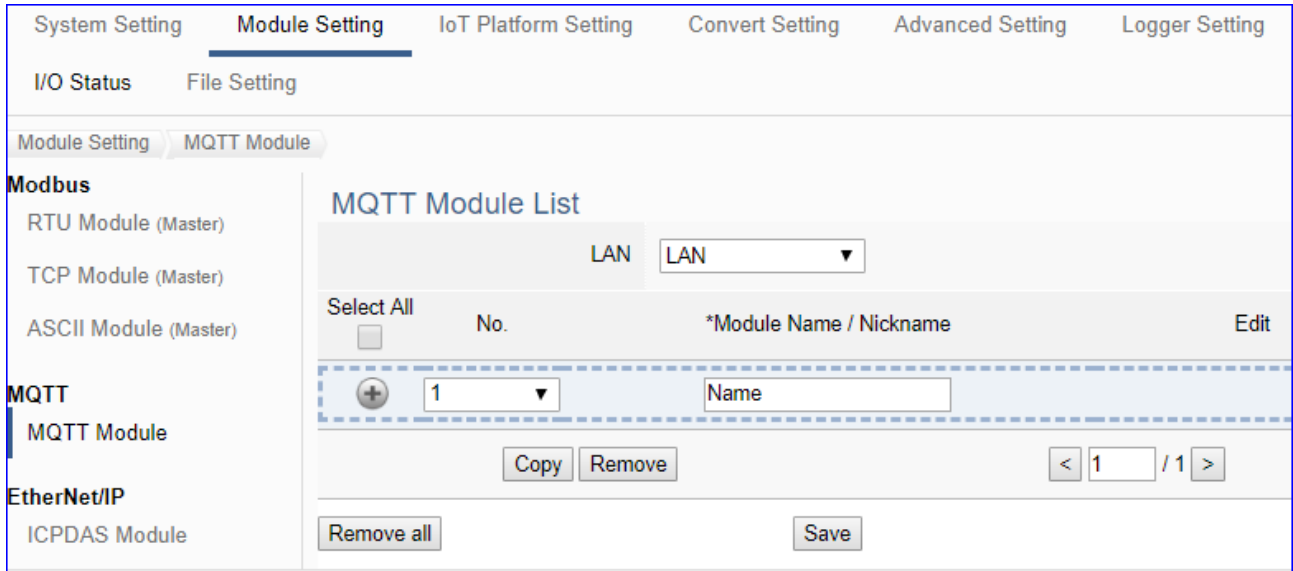 System Setting Module Setting IoT Platform Setting Convert Setting Advanced Setting Logger Setting
I/O Status File Setting
Module Setting MQTT Module
Modbus
RTU Module (Master)
TCP Module (Master)
ASCII Module (Master)
MQTT
MQTT Module
EtherNet/IP
ICPDAS Module
MQTT Module List
LAN LAN
Select All No. *Module Name / Nickname Edit
1 Name
Copy Remove < 1 / 1 >
Remove all Save